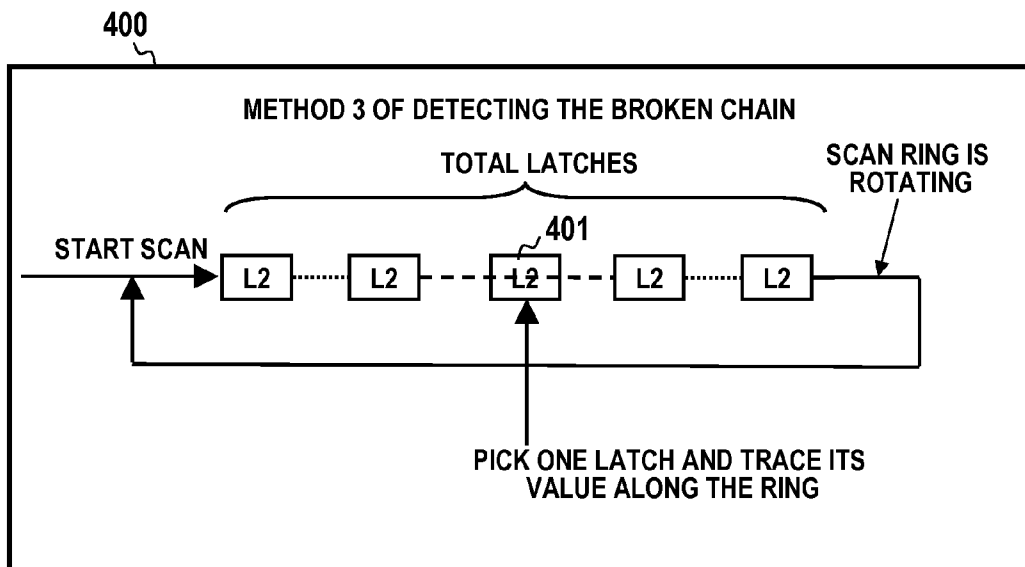 400
METHOD 3 OF DETECTING THE BROKEN CHAIN
TOTAL LATCHES
SCAN RING IS
ROTATING
401
START SCAN
L2 L2 L2 L2 L2
PICK ONE LATCH AND TRACE ITS
VALUE ALONG THE RING